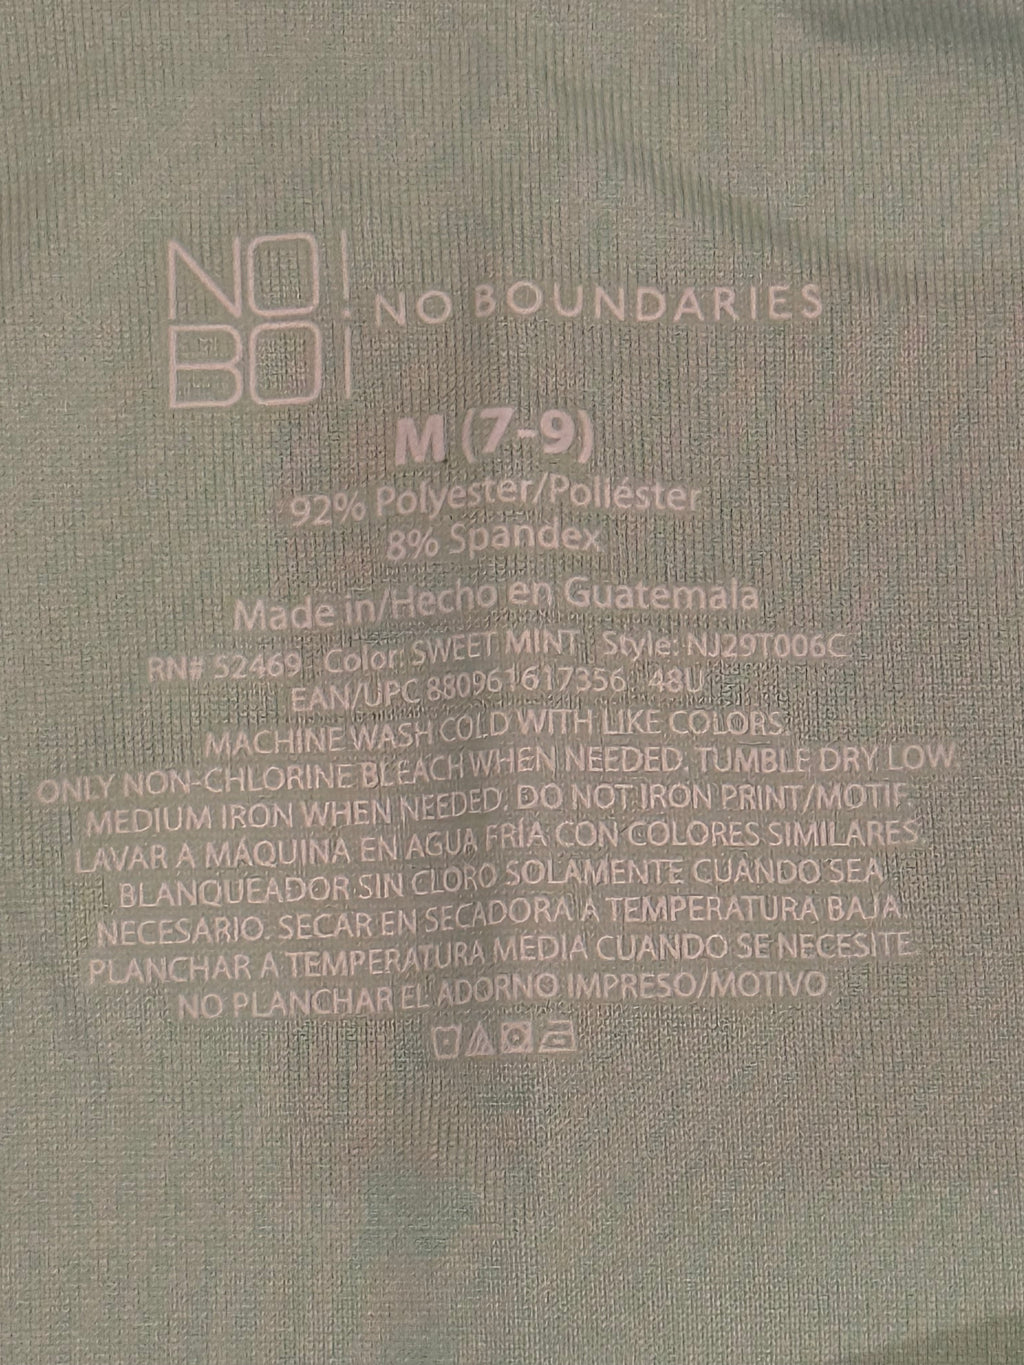 NO!
BO!
NO BOUNDARIES
M (7-9)
92% Polyester/Poliéster
8% Spandex
Made in/Hecho en Guatemala
RN# 52469 Color: SWEET MINT Style: NJ29T006C
EAN/UPC 880961617356 48U
MACHINE WASH COLD WITH LIKE COLORS.
ONLY NON-CHLORINE BLEACH WHEN NEEDED. TUMBLE DRY LOW.
MEDIUM IRON WHEN NEEDED. DO NOT IRON PRINT/MOTIF.
LAVAR A MÁQUINA EN AGUA FRÍA CON COLORES SIMILARES.
BLANQUEADOR SIN CLORO SOLAMENTE CUANDO SEA
NECESARIO. SECAR EN SECADORA A TEMPERATURA BAJA.
PLANCHAR A TEMPERATURA MEDIA CUANDO SE NECESITE.
NO PLANCHAR EL ADORNO IMPRESO/MOTIVO.